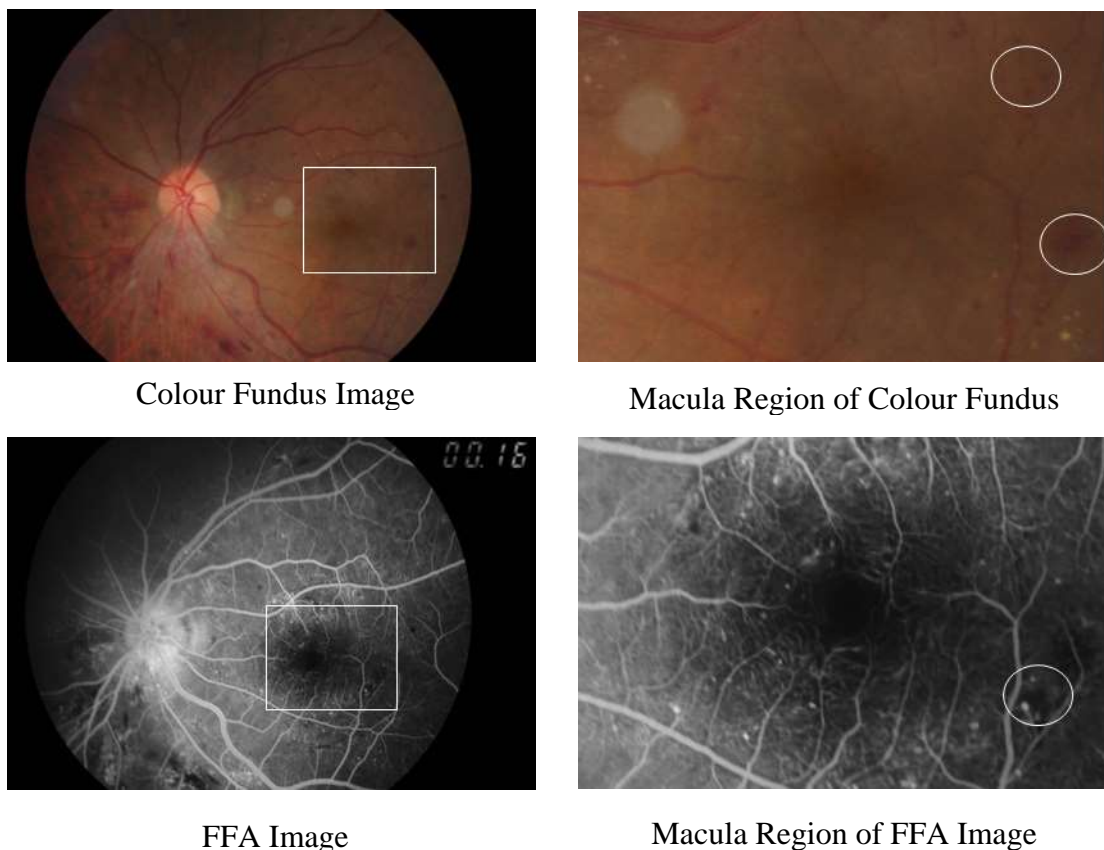 Colour Fundus Image
Macula Region of Colour Fundus
00.16
FFA Image
Macula Region of FFA Image